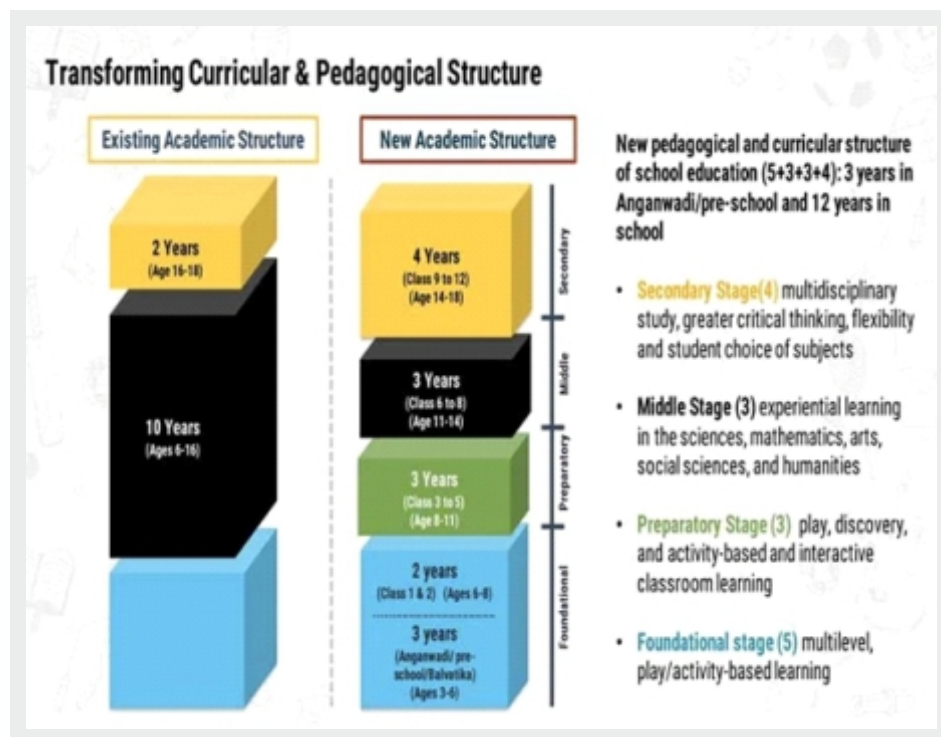 Transforming Curricular & Pedagogical Structure
Existing Academic Structure
2 Years
(Age 16-18)
10 Years
(Ages 6-16)
New Academic Structure
4 Years
(Class 9 to 12)
(Age 14-18)
3 Years
(Class 6 to 8)
(Age 11-14)
3 Years
(Class 3 to 5)
(Age 8-11)
2 years
(Class 1 & 2) (Ages 6-8)
3 years
(Anganwadi/ pre-
school/Balvatika)
(Ages 3-6)
Secondary
Middle
Preparatory
Foundational
New pedagogical and curricular structure
of school education (5+3+3+4): 3 years in
Anganwadi/pre-school and 12 years in
school
• Secondary Stage(4) multidisciplinary
study, greater critical thinking, flexibility
and student choice of subjects
• Middle Stage (3) experiential learning
in the sciences, mathematics, arts,
social sciences, and humanities
• Preparatory Stage (3) play, discovery,
and activity-based and interactive
classroom learning
• Foundational stage (5) multilevel,
play/activity-based learning